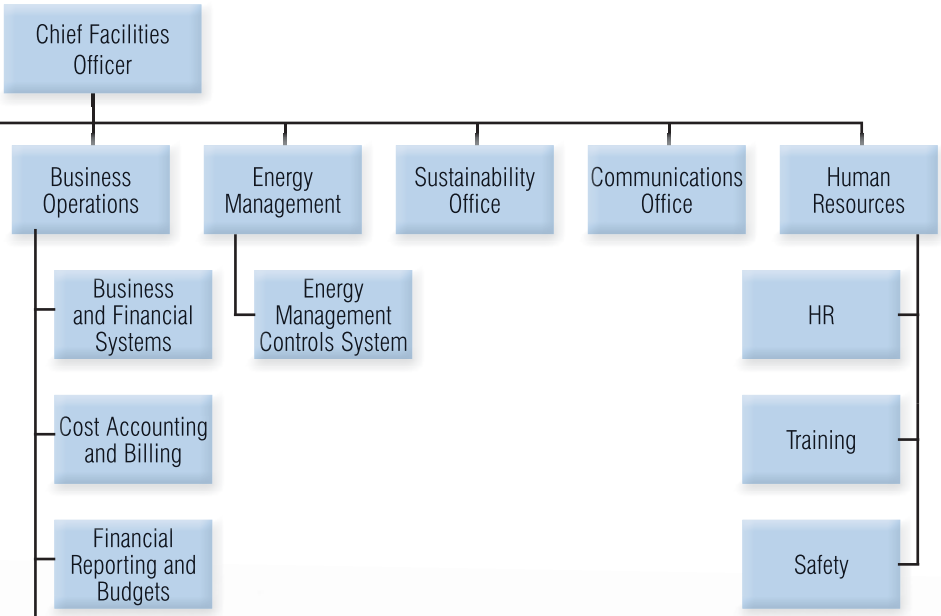 Chief Facilities
Officer
Business
Operations
Energy
Management
Sustainability
Office
Communications
Office
Human
Resources
Business
and Financial
Systems
Energy
Management
Controls System
HR
Cost Accounting
and Billing
Training
Financial
Reporting and
Budgets
Safety